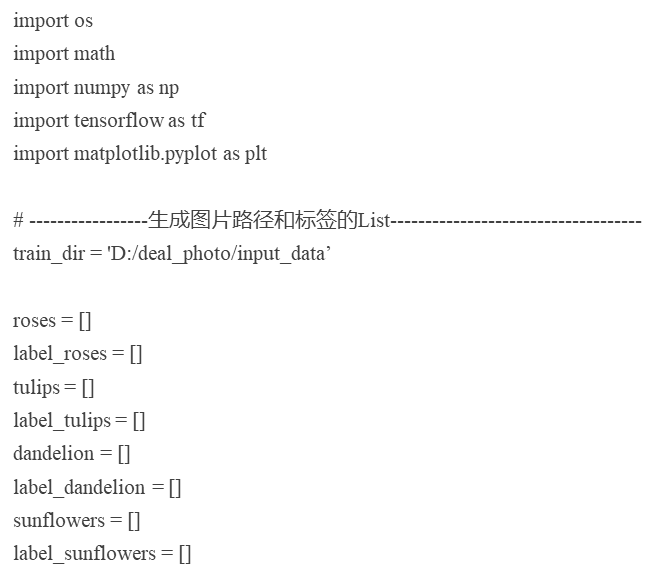 import os
import math
import numpy as np
import tensorflow as tf
import matplotlib.pyplot as plt
# -----------------生成图片路径和标签的List------------------------------------
train_dir = 'D:/deal_photo/input_data’
roses = []
label_roses = []
tulips = []
label_tulips = []
dandelion = []
label_dandelion = []
sunflowers = []
label_sunflowers = []